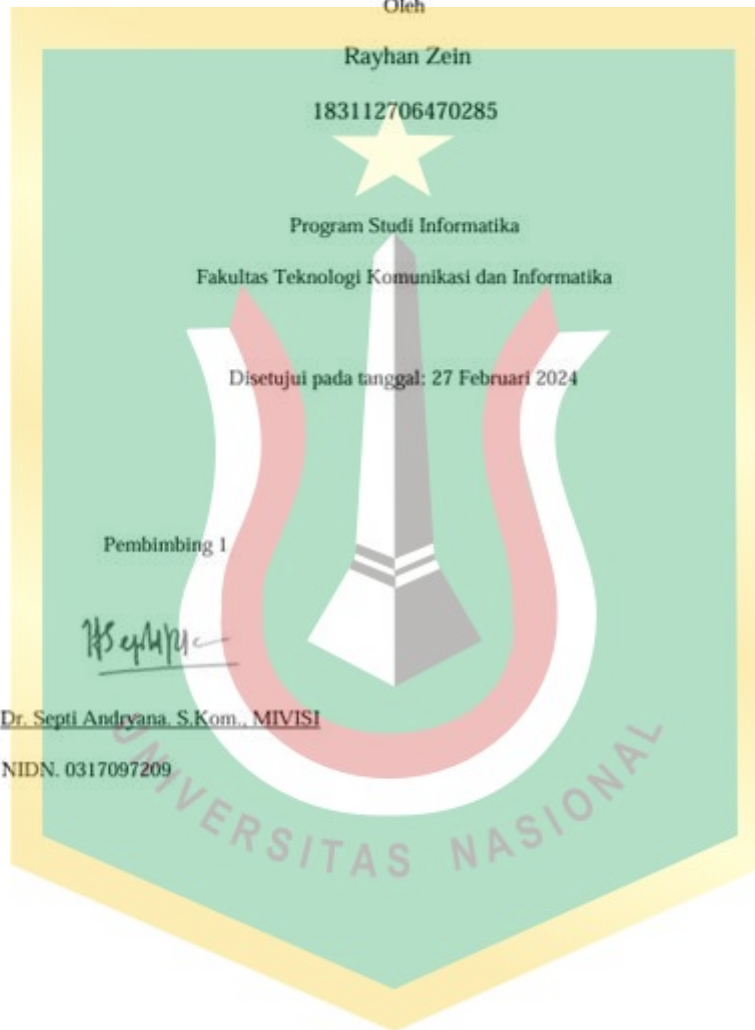 Oleh
Rayhan Zein
183112706470285
Program Studi Informatika
Fakultas Teknologi Komunikasi dan Informatika
Disetujui pada tanggal: 27 Februari 2024
Pembimbing 1
Dr. Septi Andryana. S.Kom., MIVISI
NIDN. 0317097209
UNIVERSITAS NASIONAL